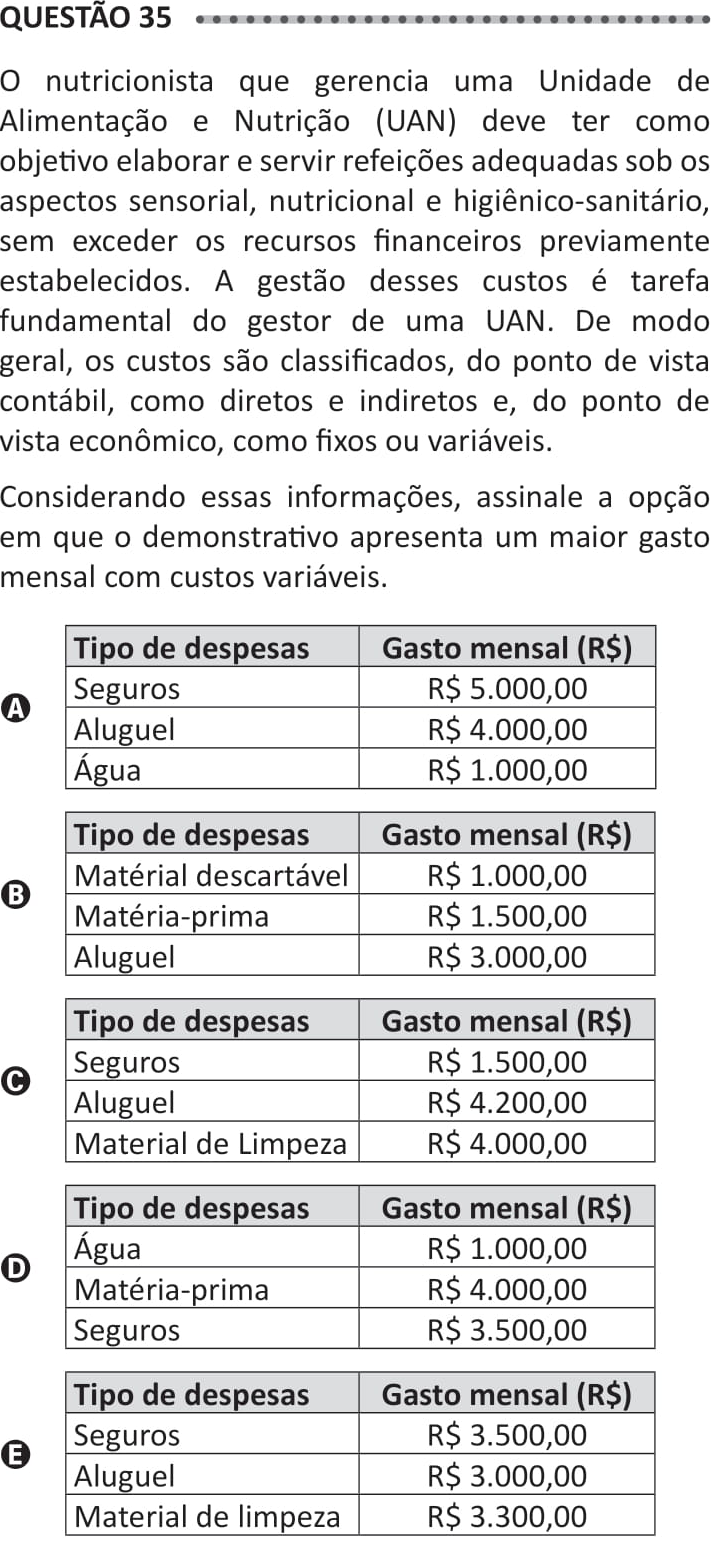 QUESTÃO 35
O nutricionista que gerencia uma Unidade de
Alimentação e Nutrição (UAN) deve ter como
objetivo elaborar e servir refeições adequadas sob os
aspectos sensorial, nutricional e higiênico-sanitário,
sem exceder os recursos financeiros previamente
estabelecidos. A gestão desses custos é tarefa
fundamental do gestor de uma UAN. De modo
geral, os custos são classificados, do ponto de vista
contábil, como diretos e indiretos e, do ponto de
vista econômico, como fixos ou variáveis.
Considerando essas informações, assinale a opção
em que o demonstrativo apresenta um maior gasto
mensal com custos variáveis.
A
Tipo de despesas Gasto mensal (R$)
Seguros R$ 5.000,00
Aluguel R$ 4.000,00
Água R$ 1.000,00
B
Tipo de despesas Gasto mensal (R$)
Matérial descartável R$ 1.000,00
Matéria-prima R$ 1.500,00
Aluguel R$ 3.000,00
C
Tipo de despesas Gasto mensal (R$)
Seguros R$ 1.500,00
Aluguel R$ 4.200,00
Material de Limpeza R$ 4.000,00
D
Tipo de despesas Gasto mensal (R$)
Água R$ 1.000,00
Matéria-prima R$ 4.000,00
Seguros R$ 3.500,00
E
Tipo de despesas Gasto mensal (R$)
Seguros R$ 3.500,00
Aluguel R$ 3.000,00
Material de limpeza R$ 3.300,00